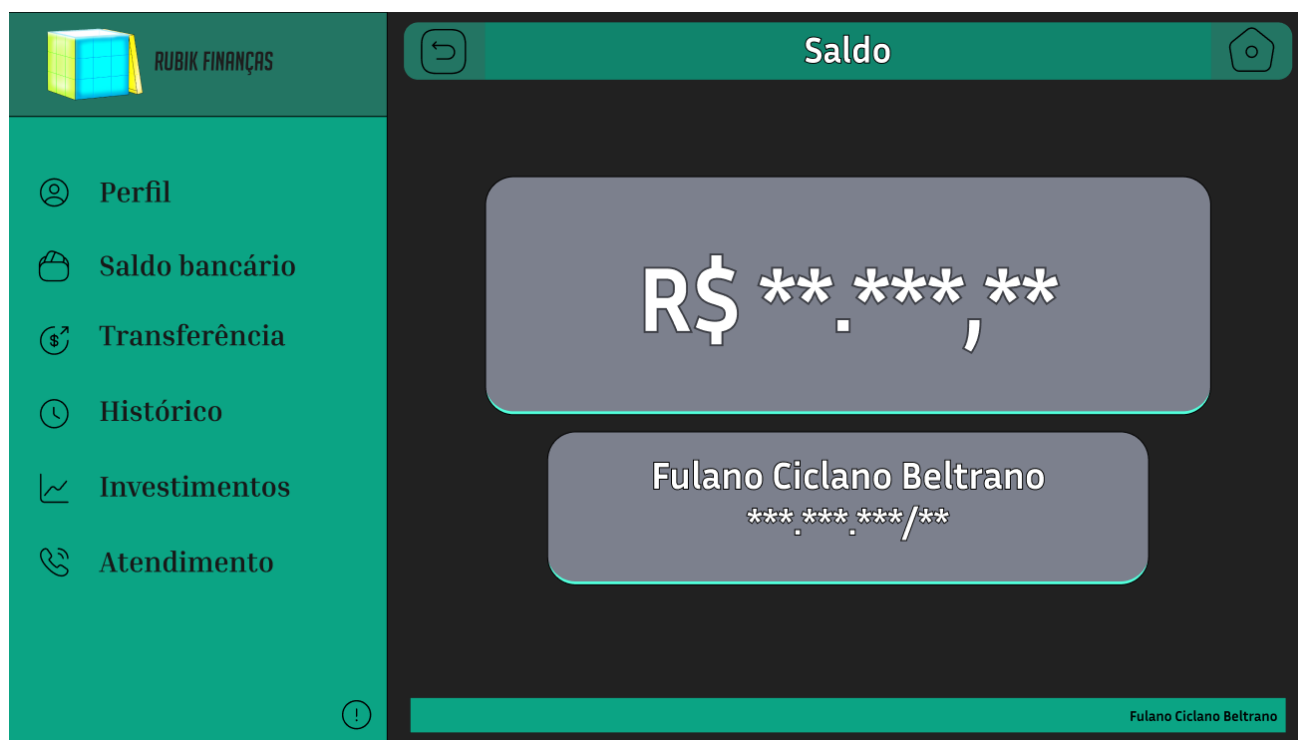 RUBIK FINANÇAS
Perfil
Saldo bancário
Transferência
Histórico
Investimentos
Atendimento
Saldo
R$ **.***,**
Fulano Ciclano Beltrano
***.***.***/**
Fulano Ciclano Beltrano